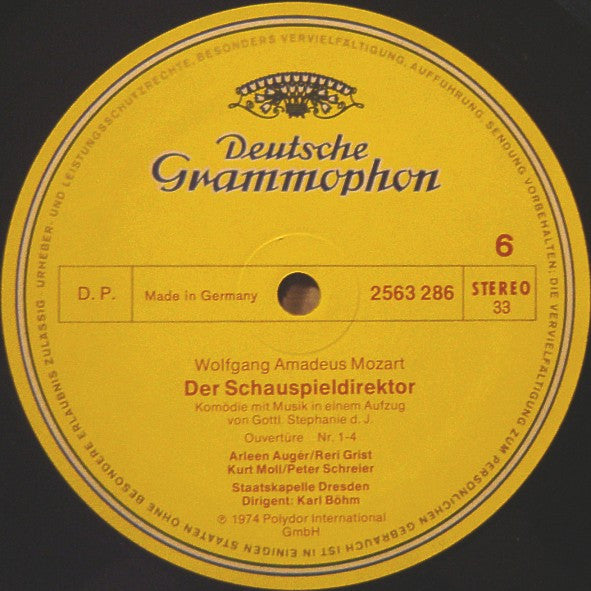 Deutsche
Grammophon
6
D. P.
Made in Germany
2563 286
STEREO
33
Wolfgang Amadeus Mozart
Der Schauspieldirektor
Komödie mit Musik in einem Aufzug
von Gottl. Stephanie d. J.
Ouvertüre Nr. 1-4
Arleen Augér/Reri Grist
Kurt Moll/Peter Schreier
Staatskapelle Dresden
Dirigent: Karl Böhm
℗ 1974 Polydor International
GmbH
URHEBER- UND LEISTUNGSSCHUTZRECHTE, BESONDERS VERVIELFÄLTIGUNG, AUFFÜHRUNG, SENDUNG VORBEHALTEN. DIE VERVIELFÄLTIGUNG ZUM PERSÖNLICHEN GEBRAUCH IST IN EINIGEN STAATEN OHNE BESONDERE ERLAUBNIS ZULÄSSIG